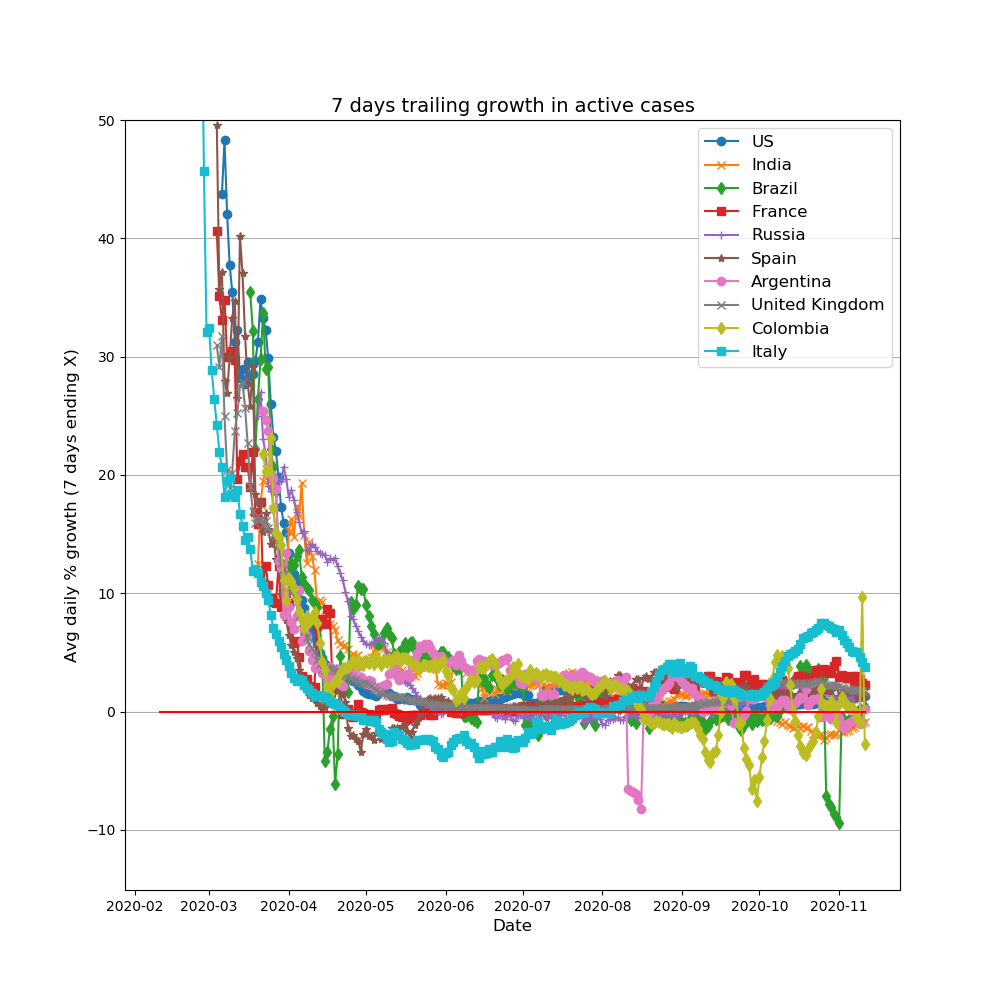 7 days trailing growth in active cases
50
40
30
20
10
0
−10
Avg daily % growth (7 days ending X)
US
India
Brazil
France
Russia
Spain
Argentina
United Kingdom
Colombia
Italy
2020-02 2020-03 2020-04 2020-05 2020-06 2020-07 2020-08 2020-09 2020-10 2020-11
Date